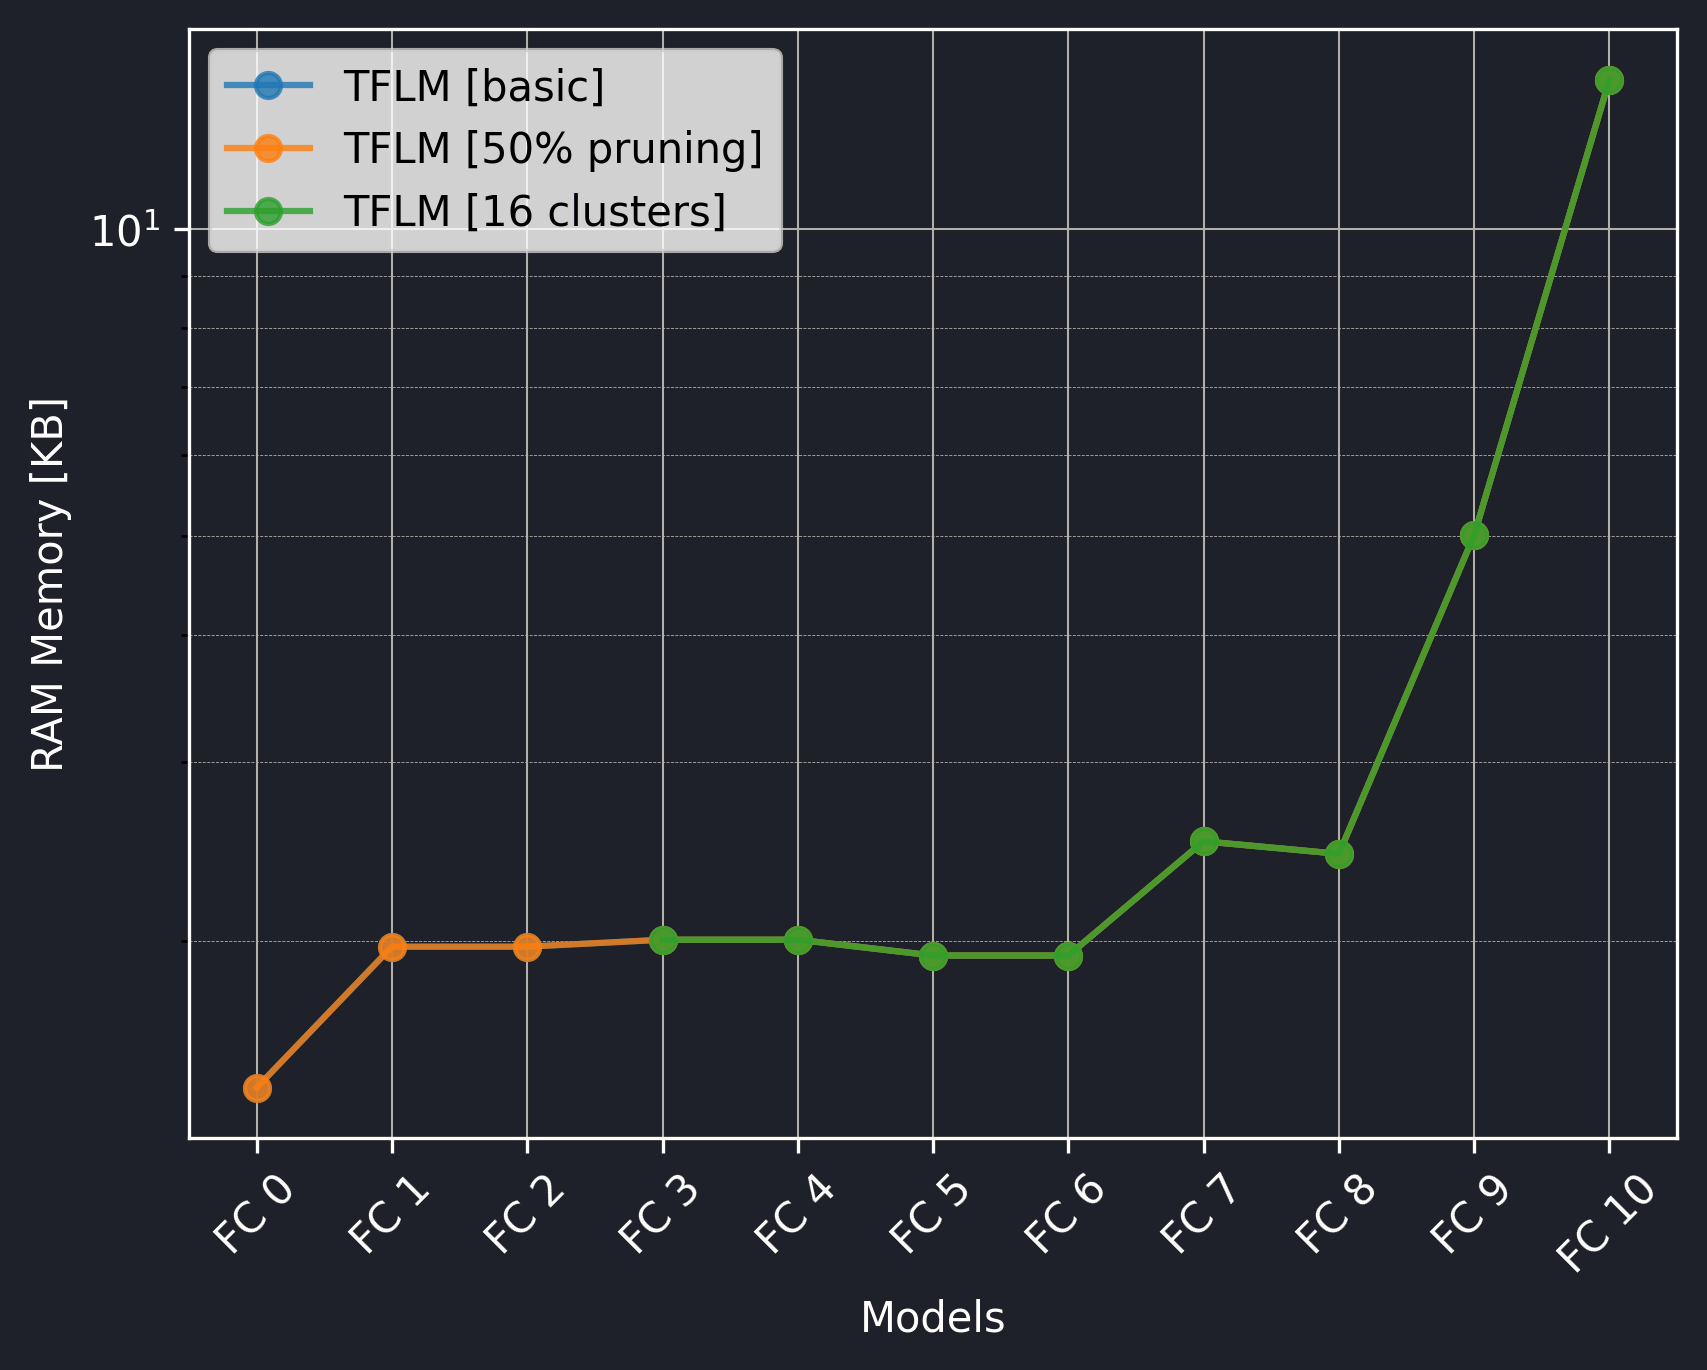 TFLM [basic]
TFLM [50% pruning]
TFLM [16 clusters]
10¹
RAM Memory [KB]
FC 0
FC 1
FC 2
FC 3
FC 4
FC 5
FC 6
FC 7
FC 8
FC 9
FC 10
Models